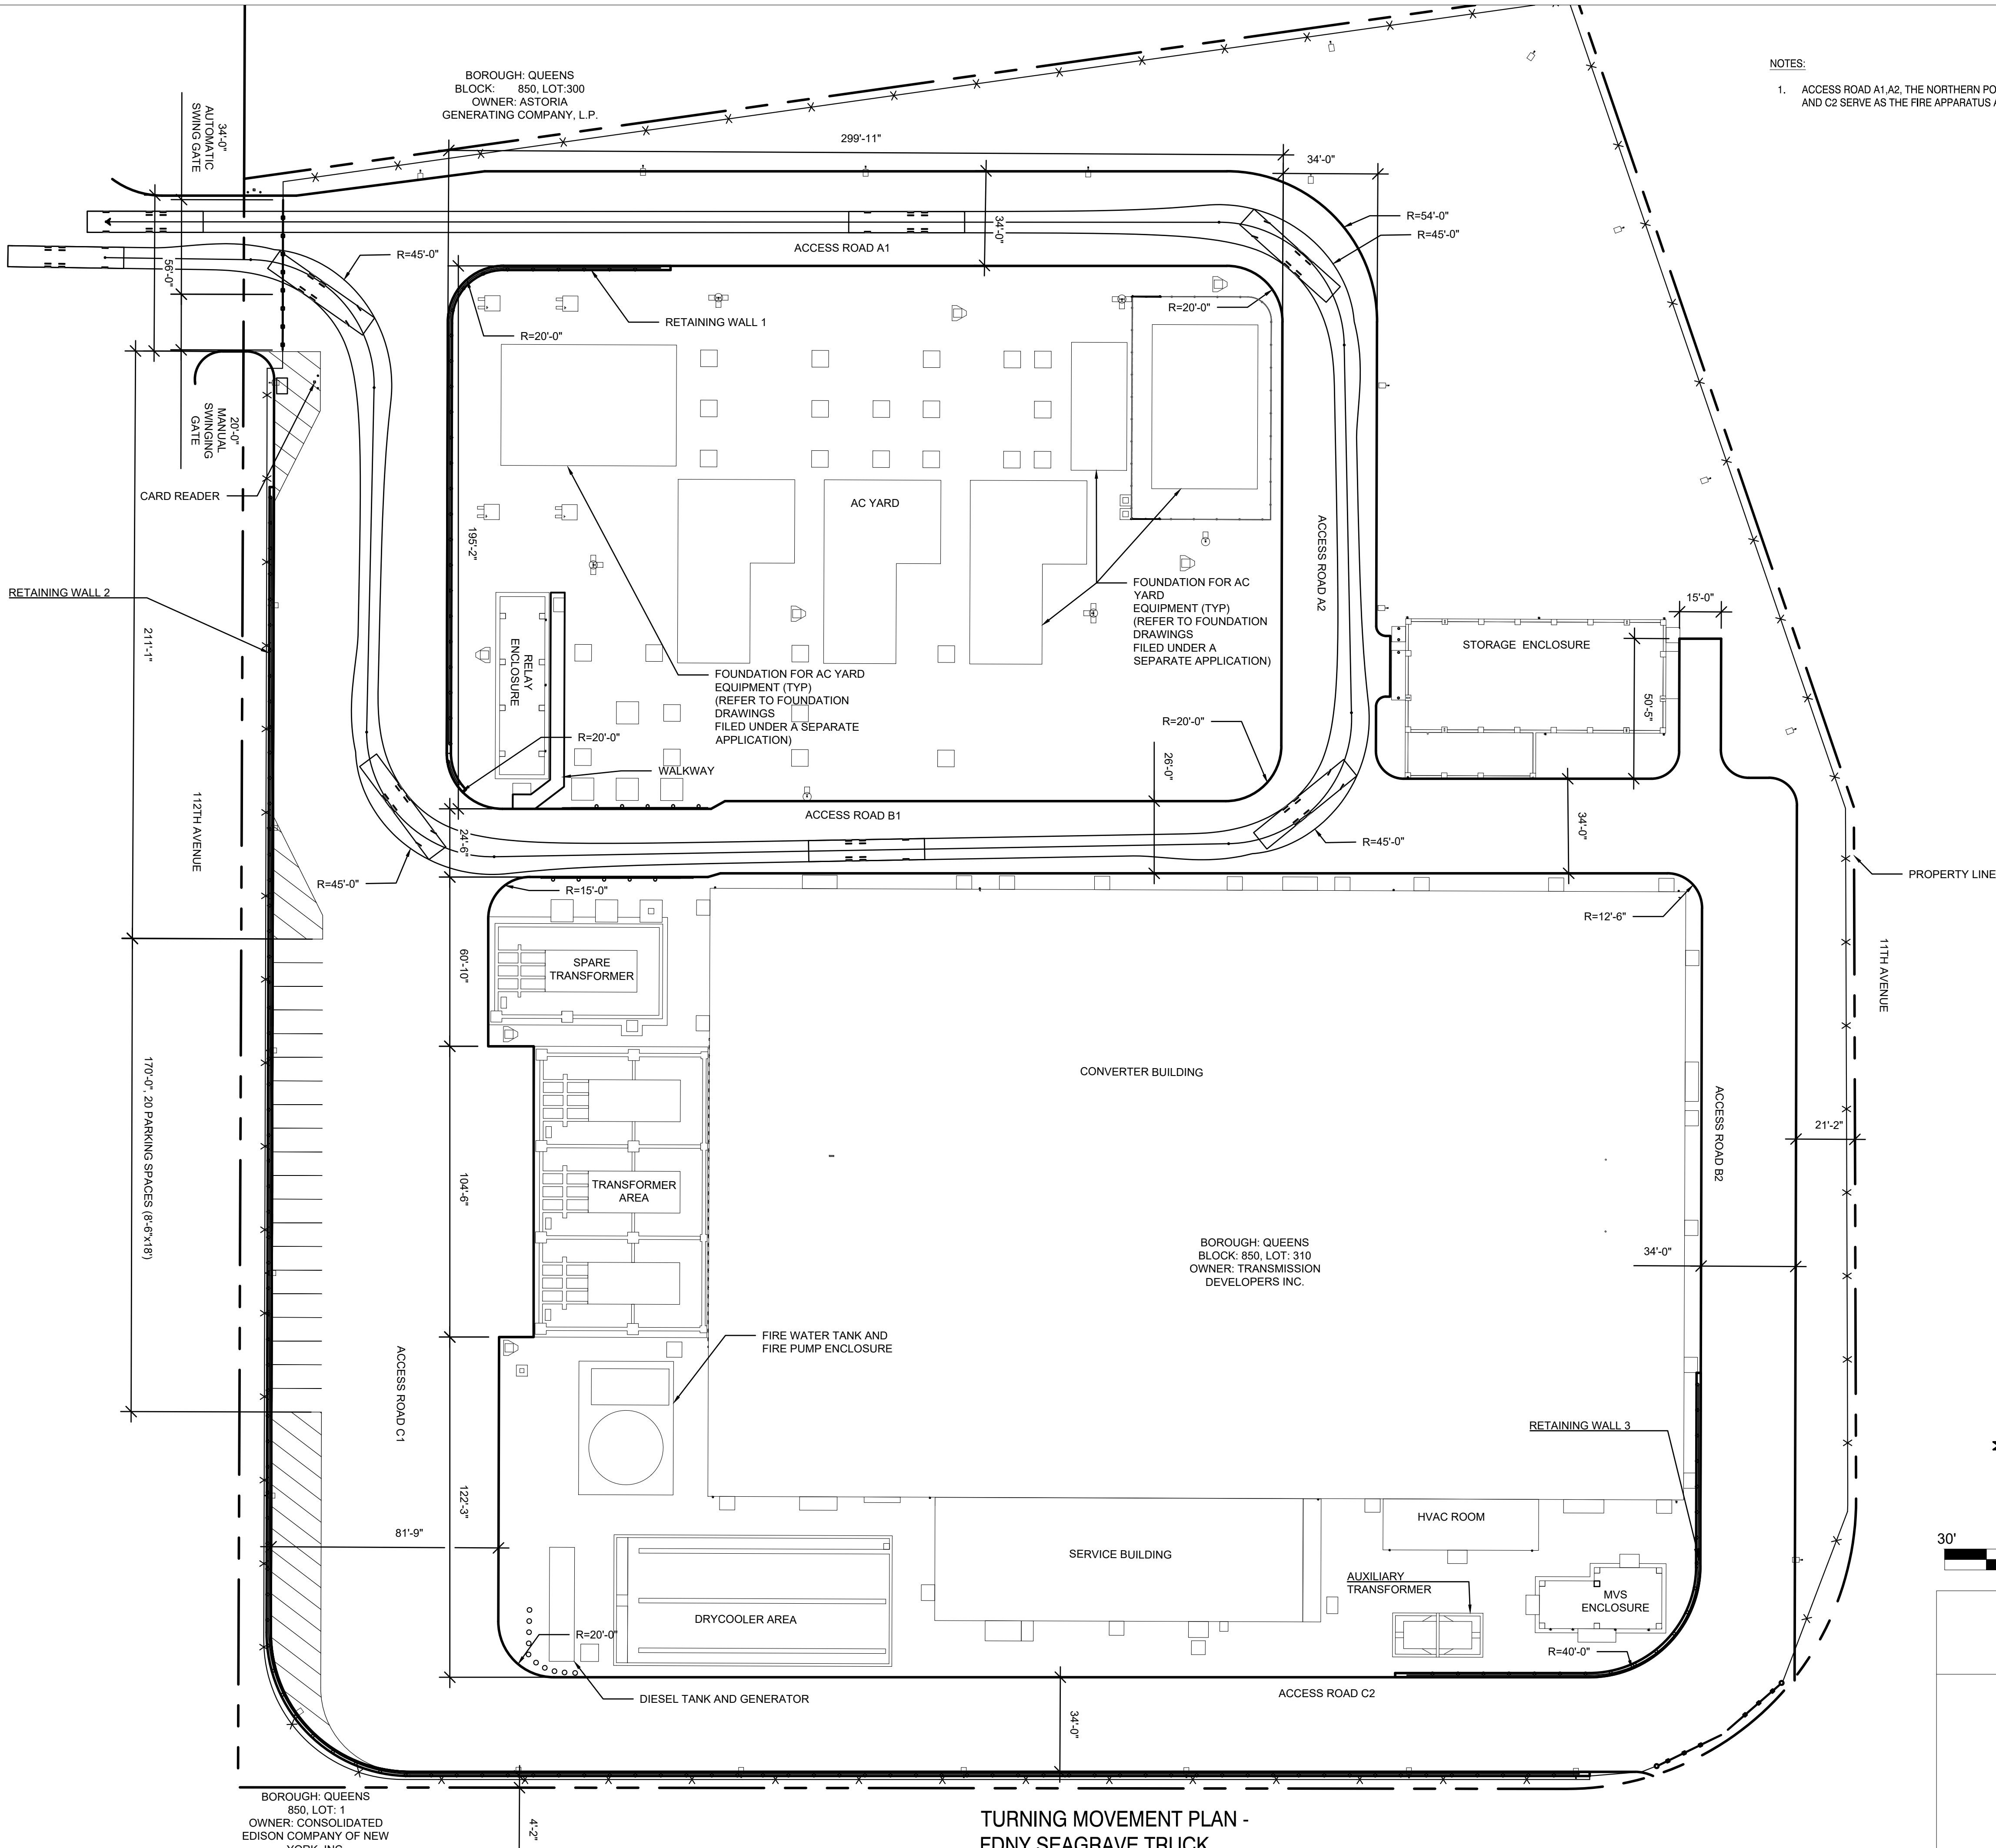 BOROUGH: QUEENS
BLOCK: 850, LOT:300
OWNER: ASTORIA
GENERATING COMPANY, L.P.
NOTES:
1. ACCESS ROAD A1,A2, THE NORTHERN
AND C2 SERVE AS THE FIRE APPARATUS
34'-0"
AUTOMATIC
SWING GATE
299'-11"
34'-0"
R=54'-0"
R=45'-0"
34'-0"
ACCESS ROAD A1
R=45'-0"
56'-0"
RETAINING WALL 1
R=20'-0"
R=20'-0"
20'-0"
MANUAL
SWINGING
GATE
CARD READER
AC YARD
195'-2"
ACCESS ROAD A2
RETAINING WALL 2
211'-1"
FOUNDATION FOR AC
YARD
EQUIPMENT (TYP)
(REFER TO FOUNDATION
DRAWINGS
FILED UNDER A
SEPARATE APPLICATION)
15'-0"
STORAGE ENCLOSURE
50'-5"
RELAY
ENCLOSURE
FOUNDATION FOR AC YARD
EQUIPMENT (TYP)
(REFER TO FOUNDATION
DRAWINGS
FILED UNDER A SEPARATE
APPLICATION)
R=20'-0"
R=20'-0"
WALKWAY
26'-0"
112TH AVENUE
ACCESS ROAD B1
24'-6"
34'-0"
R=45'-0"
R=45'-0"
R=15'-0"
PROPERTY LINE
R=12'-6"
11TH AVENUE
60'-10"
SPARE
TRANSFORMER
CONVERTER BUILDING
ACCESS ROAD B2
21'-2"
170'-0", 20 PARKING SPACES (8'-6"x18')
104'-6"
TRANSFORMER
AREA
BOROUGH: QUEENS
BLOCK: 850, LOT: 310
OWNER: TRANSMISSION
DEVELOPERS INC.
34'-0"
FIRE WATER TANK AND
FIRE PUMP ENCLOSURE
ACCESS ROAD C1
RETAINING WALL 3
122'-3"
81'-9"
HVAC ROOM
30'
SERVICE BUILDING
AUXILIARY
TRANSFORMER
MVS
ENCLOSURE
DRYCOOLER AREA
R=20'-0"
R=40'-0"
DIESEL TANK AND GENERATOR
ACCESS ROAD C2
34'-0"
BOROUGH: QUEENS
850, LOT: 1
OWNER: CONSOLIDATED
EDISON COMPANY OF NEW
YORK, INC.
4'-2"
TURNING MOVEMENT PLAN -
FDNY SEAGRAVE TRUCK